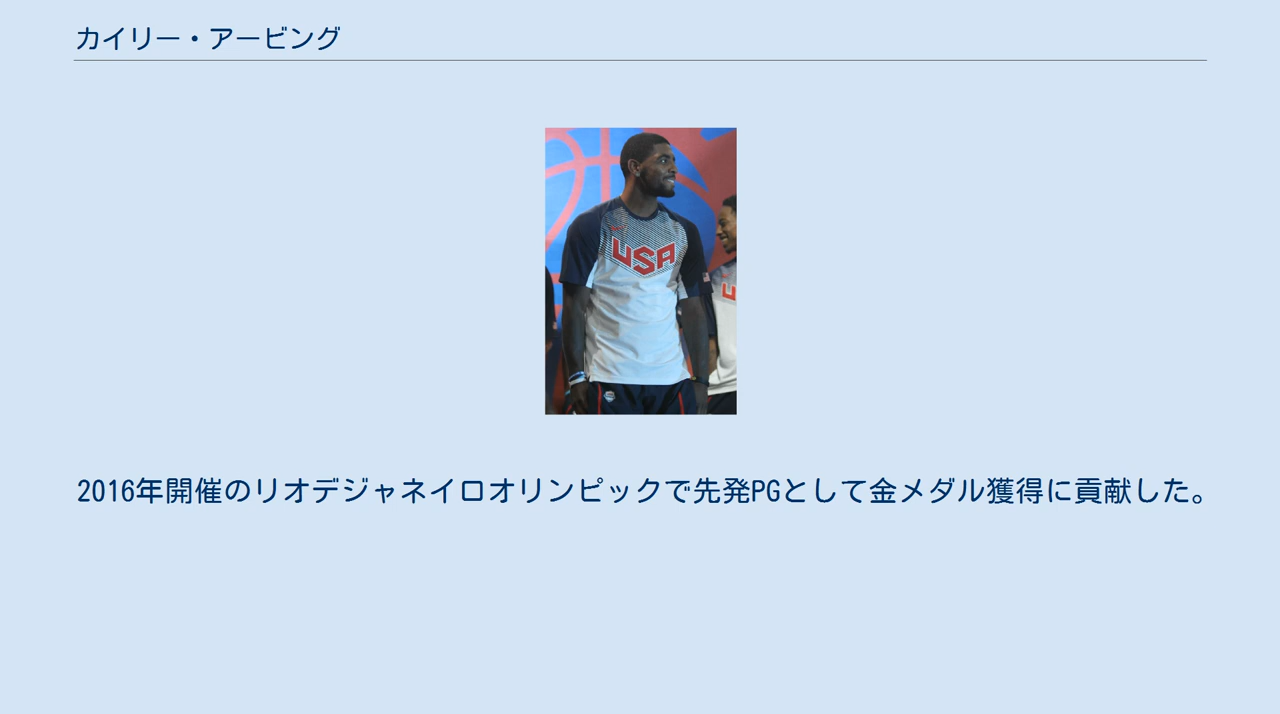 カイリー・アービング
USA
2016年開催のリオデジャネイロオリンピックで先発PGとして金メダル獲得に貢献した。